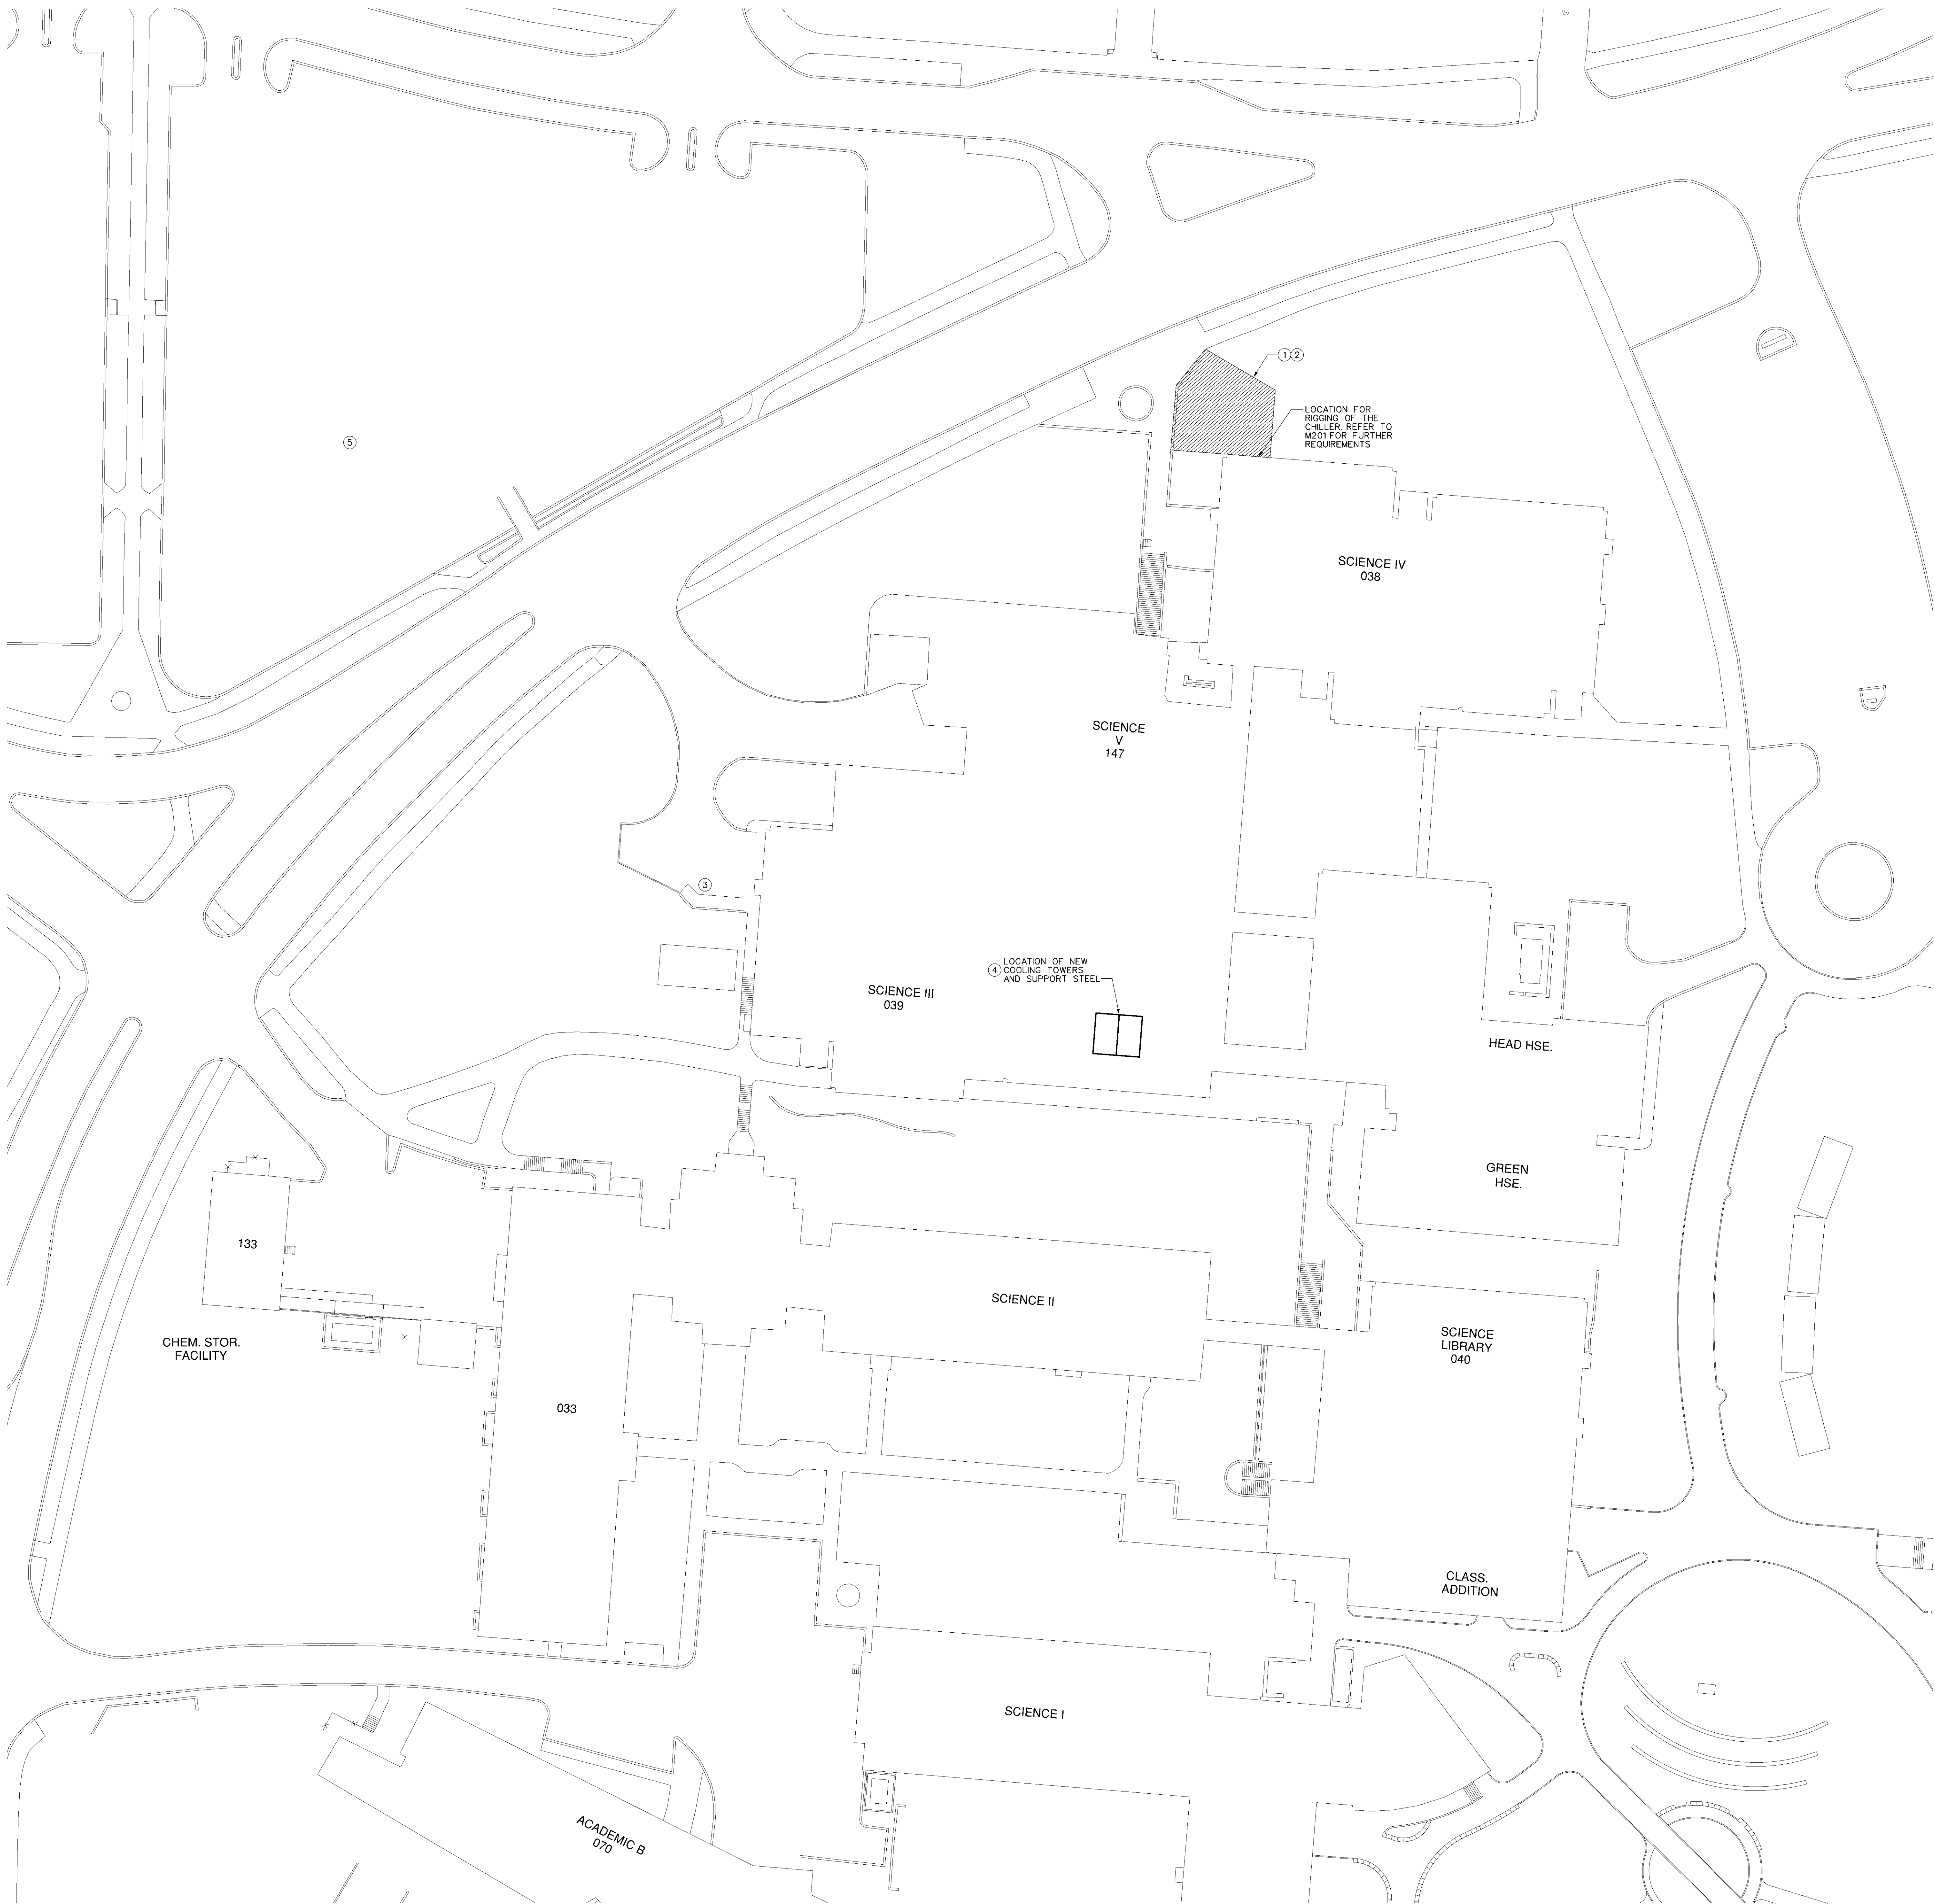 1 2
LOCATION FOR
RIGGING OF THE
CHILLER. REFER TO
M201 FOR FURTHER
REQUIREMENTS
5
SCIENCE IV
038
SCIENCE
V
147
3
4
LOCATION OF NEW
COOLING TOWERS
AND SUPPORT STEEL
SCIENCE III
039
HEAD HSE.
GREEN
HSE.
133
SCIENCE II
CHEM. STOR.
FACILITY
SCIENCE
LIBRARY
040
033
CLASS.
ADDITION
SCIENCE I
ACADEMIC B
070